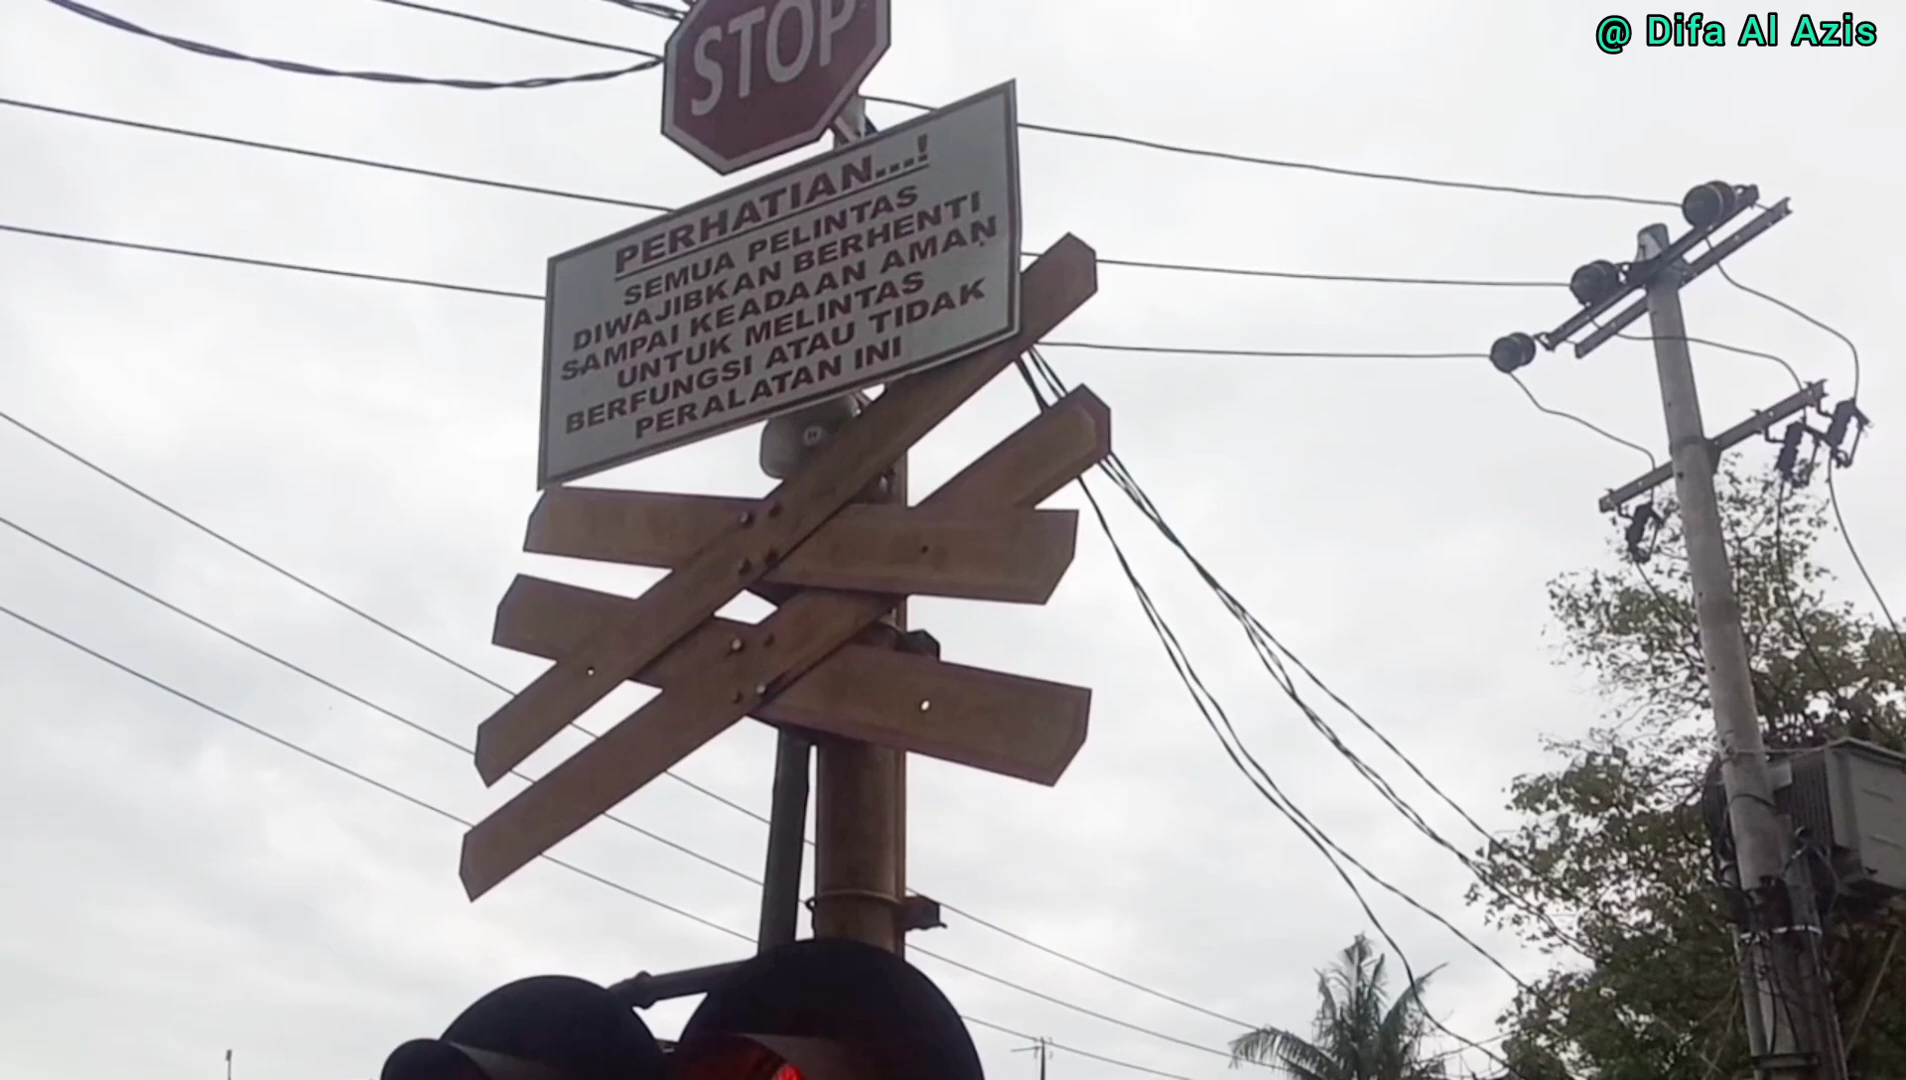 @ Difa Al Azis
STOP
PERHATIAN...!
SEMUA PELINTAS
DIWAJIBKAN BERHENTI
SAMPAI KEADAAN AMAN
UNTUK MELINTAS
BERFUNGSI ATAU TIDAK
PERALATAN INI